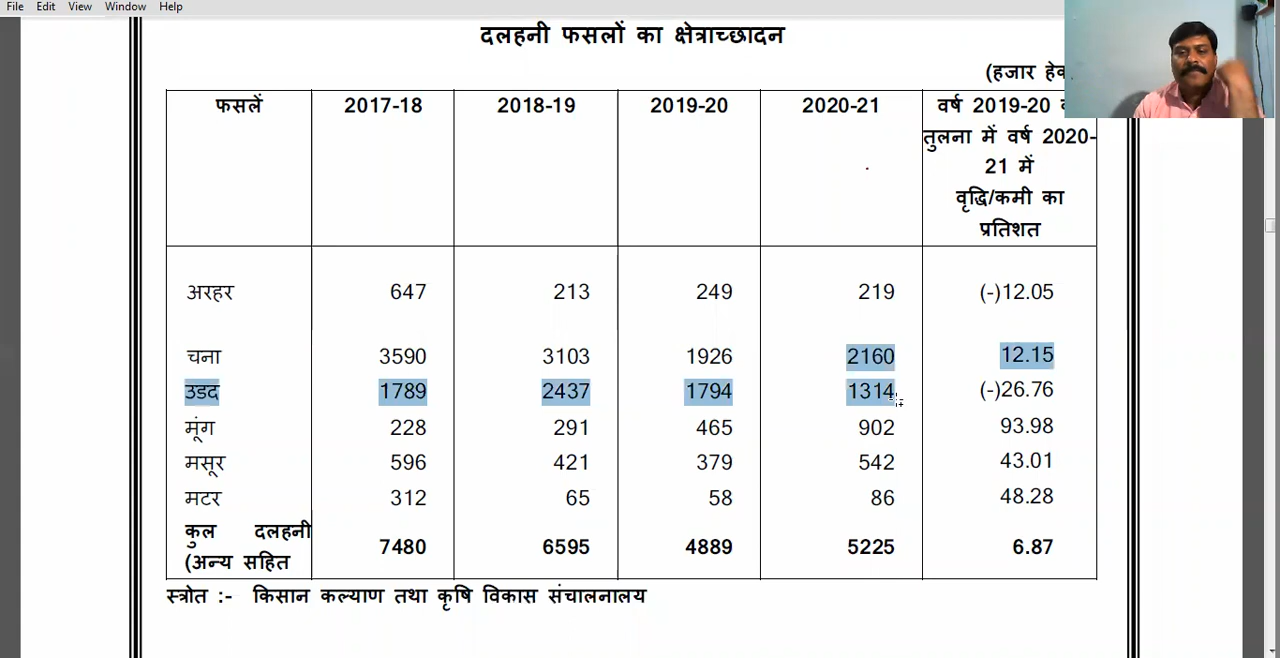 File Edit View Window Help
दलहनी फसलों का क्षेत्राच्छादन
(हजार
फसलें 2017-18 2018-19 2019-20 2020-21 वर्ष 2019-20
तुलना में वर्ष 2020-
21 में
वृद्धि/कमी का
प्रतिशत
अरहर 647 213 249 219 (-)12.05
चना 3590 3103 1926 2160 12.15
उडद 1789 2437 1794 1314 (-)26.76
मूंग 228 291 465 902 93.98
मसूर 596 421 379 542 43.01
मटर 312 65 58 86 48.28
कुल दलहनी
(अन्य सहित 7480 6595 4889 5225 6.87
स्त्रोत :- किसान कल्याण तथा कृषि विकास संचालनालय